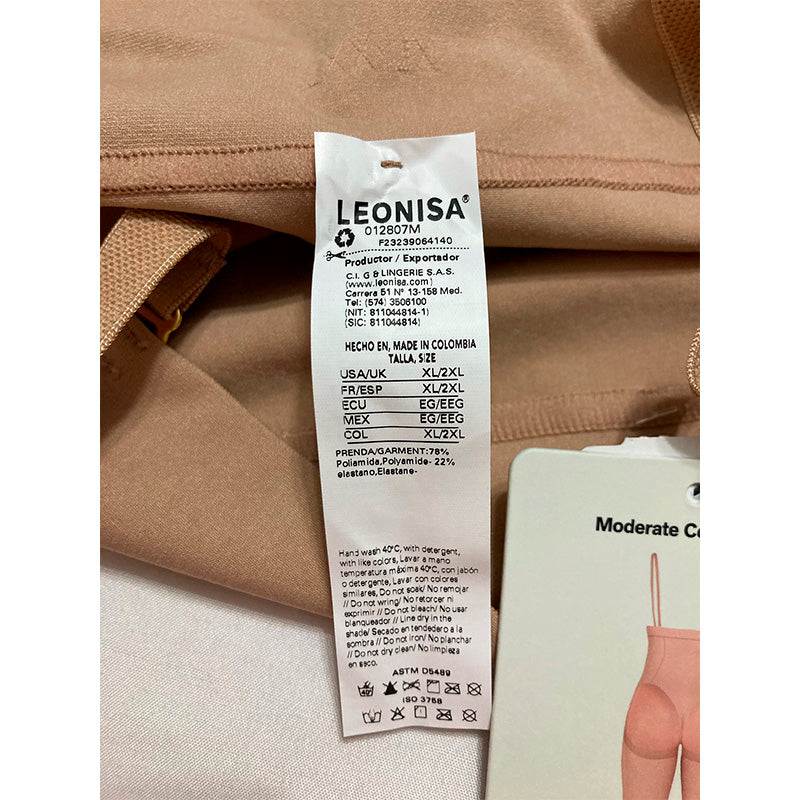 LEONISA®
012807M
F23239064140
Productor / Exportador
C.I. G & LINGERIE S.A.S.
(www.leonisa.com)
Carrera 51 Nº 13-158 Med.
Tel: (574) 3506100
(NIT: 811044814-1)
(SIC: 811044814)
HECHO EN, MADE IN COLOMBIA
TALLA, SIZE
USA/UK XL/2XL
FR/ESP XL/2XL
ECU EG/EEG
MEX EG/EEG
COL XL/2XL
PRENDA/GARMENT:78%
Poliamida,Polyamide- 22%
elastano,Elastane-
Hand wash 40ºC, with detergent,
with like colors, Lavar a mano
temperatura máxima 40ºC, con jabón
o detergente, Lavar con colores
similares, Do not soak/ No remojar
// Do not wring/ No retorcer ni
exprimir // Do not bleach/ No usar
blanqueador // Line dry in the
shade/ Secado en tendedero a la
sombra // Do not iron/ No planchar
// Do not dry clean/ No limpieza
en seco.
ASTM D5489
40°
ISO 3758
Moderate